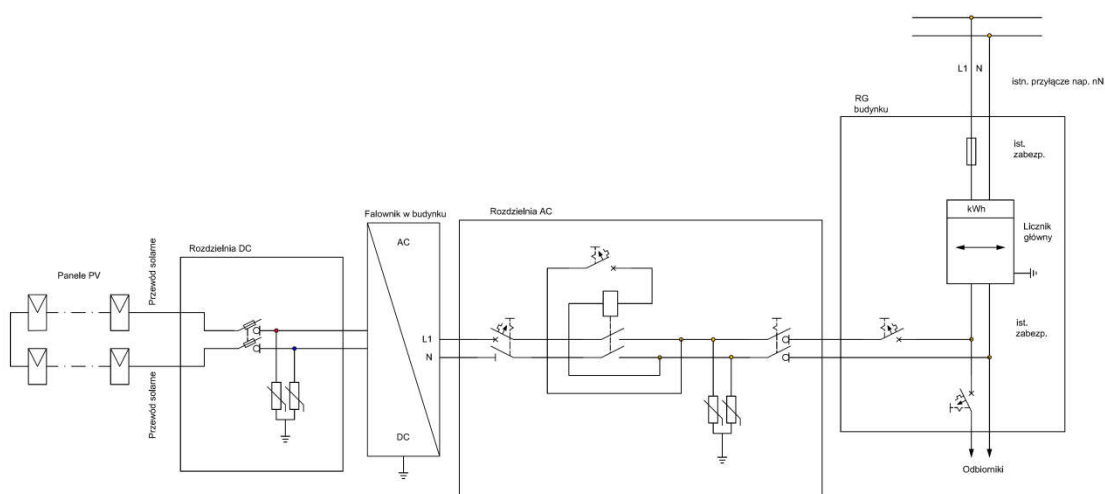 L1
N
istn. przyłącze nap. nN
RG
budynku
ist.
zabezp.
kWh
Licznik
główny
ist.
zabezp.
Odbiorniki
Rozdzielnia AC
Falownik w budynku
AC
DC
L1
N
Rozdzielnia DC
Panele PV
Przewód solarne
Przewód solarne